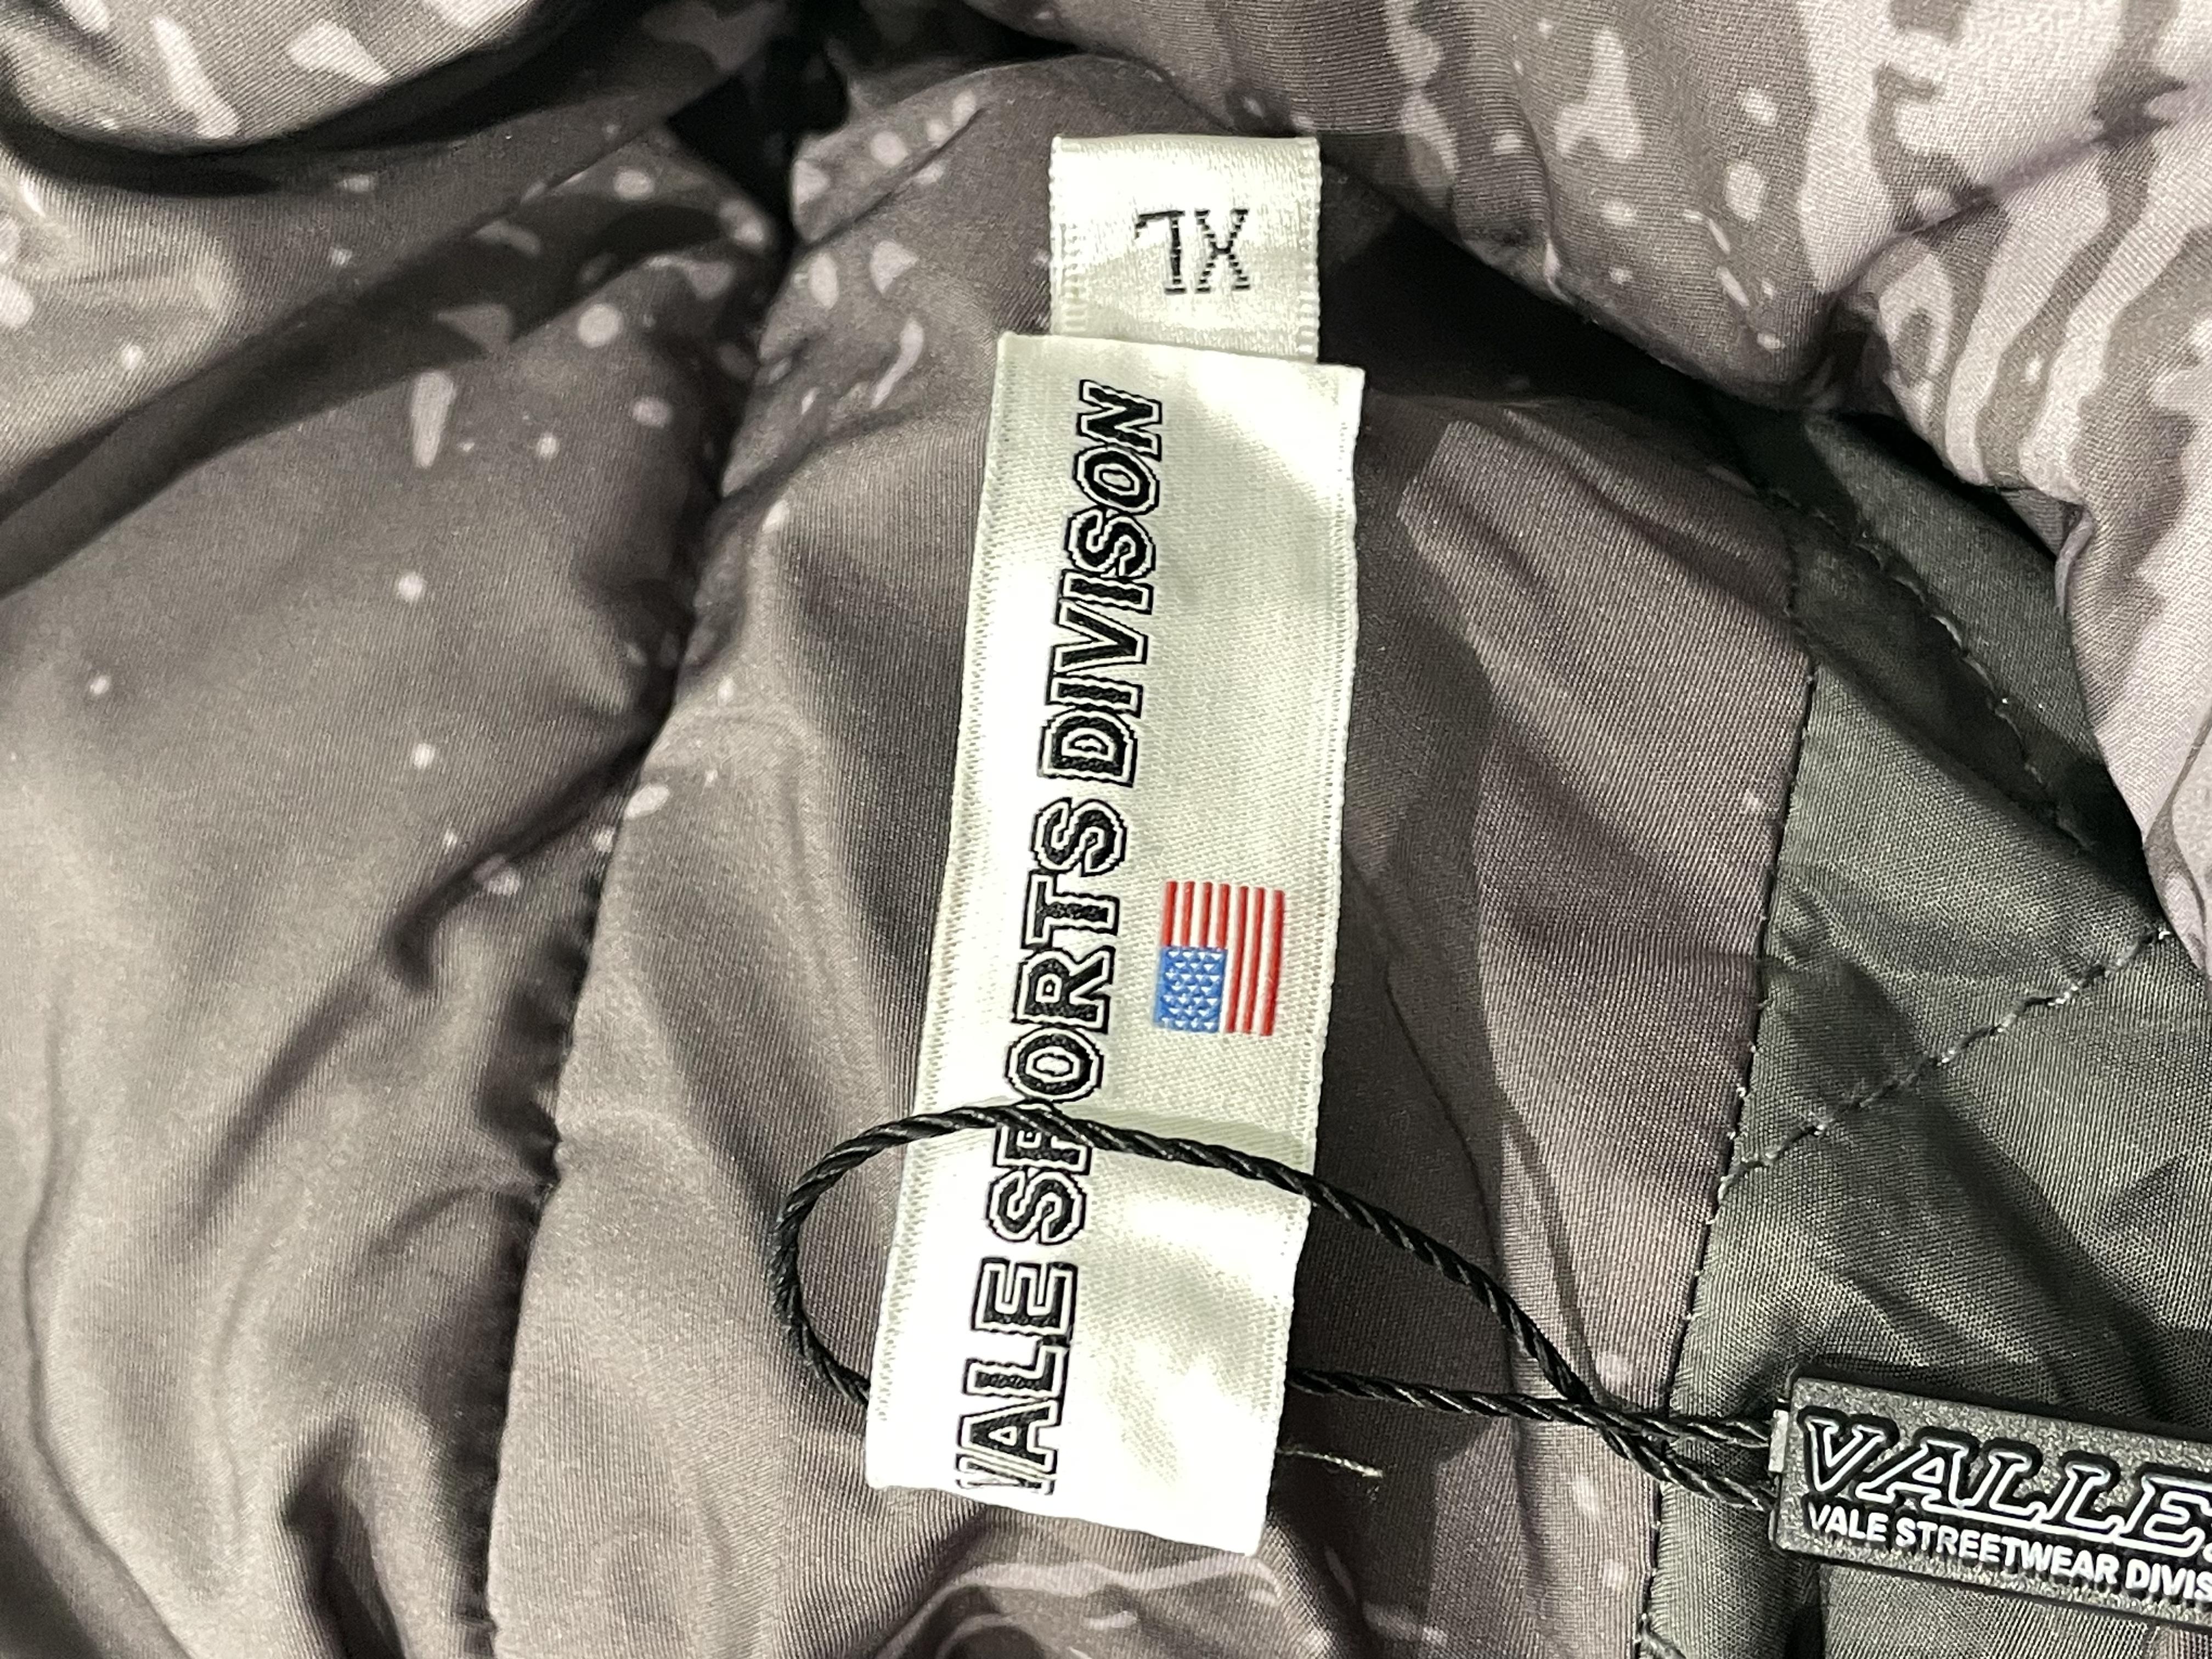 XL
VALE SPORTS DIVISON
VALLE
VALE STREETWEAR DIVIS